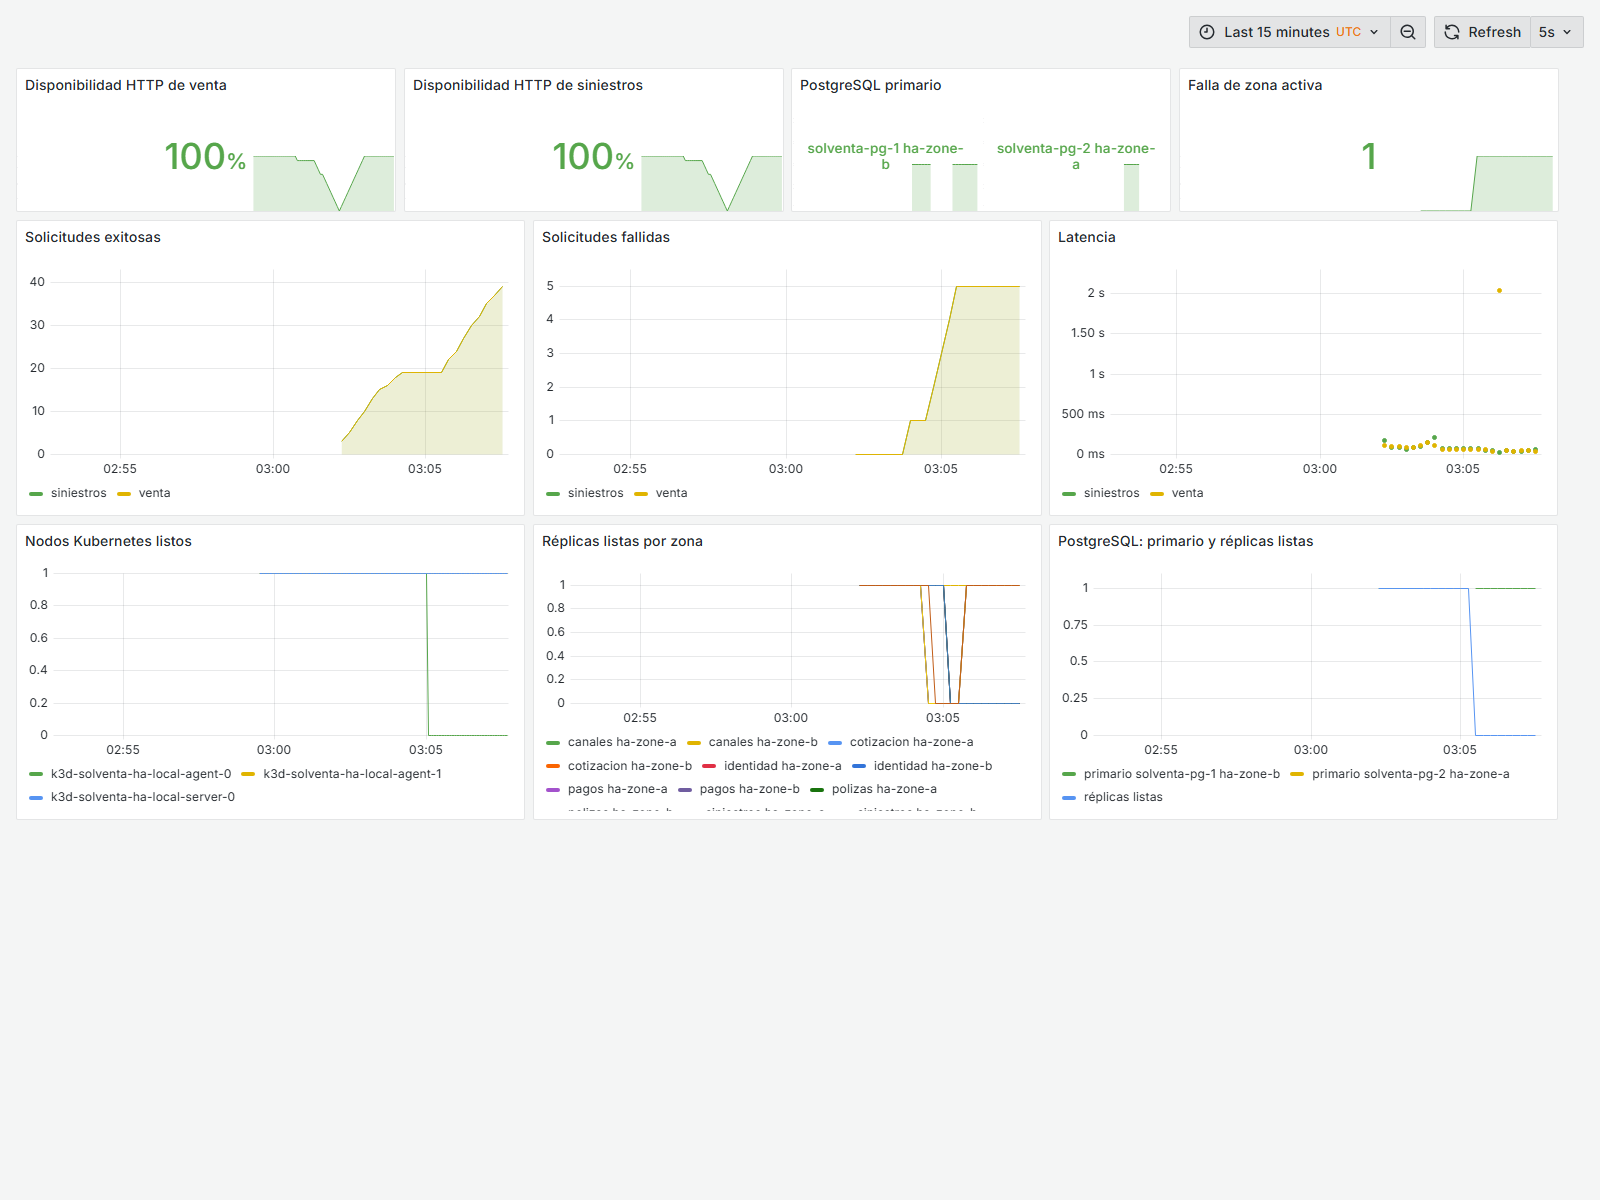 Last 15 minutes UTC
Refresh 5s
Disponibilidad HTTP de venta
100%
Disponibilidad HTTP de siniestros
100%
PostgreSQL primario
solventa-pg-1 ha-zone-
b
solventa-pg-2 ha-zone-
a
Falla de zona activa
1
Solicitudes exitosas
40
30
20
10
0
02:55 03:00 03:05
siniestros venta
Solicitudes fallidas
5
4
3
2
1
0
02:55 03:00 03:05
siniestros venta
Latencia
2 s
1.50 s
1 s
500 ms
0 ms
02:55 03:00 03:05
siniestros venta
Nodos Kubernetes listos
1
0.8
0.6
0.4
0.2
0
02:55 03:00 03:05
k3d-solventa-ha-local-agent-0 k3d-solventa-ha-local-agent-1
k3d-solventa-ha-local-server-0
Réplicas listas por zona
1
0.8
0.6
0.4
0.2
0
02:55 03:00 03:05
canales ha-zone-a canales ha-zone-b cotizacion ha-zone-a
cotizacion ha-zone-b identidad ha-zone-a identidad ha-zone-b
pagos ha-zone-a pagos ha-zone-b polizas ha-zone-a
PostgreSQL: primario y réplicas listas
1
0.75
0.5
0.25
0
02:55 03:00 03:05
primario solventa-pg-1 ha-zone-b primario solventa-pg-2 ha-zone-a
réplicas listas